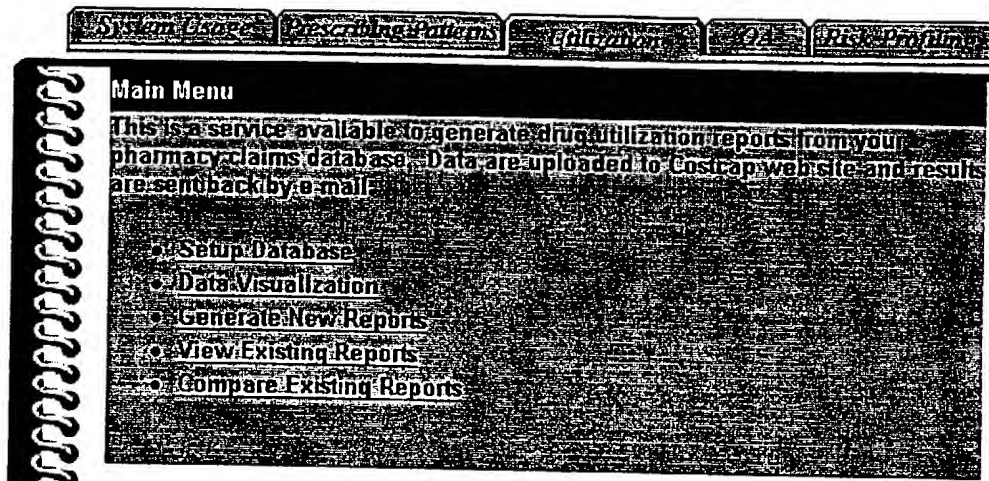 System Usage Prescribing Patterns Utilization QA Risk Profiling
Main Menu
This is a service available to generate drug utilization reports from your
pharmacy claims database. Data are uploaded to Costcap web site and results
are sent back by e-mail.
• Setup Database
• Data Visualization
• Generate New Reports
• View Existing Reports
• Compare Existing Reports